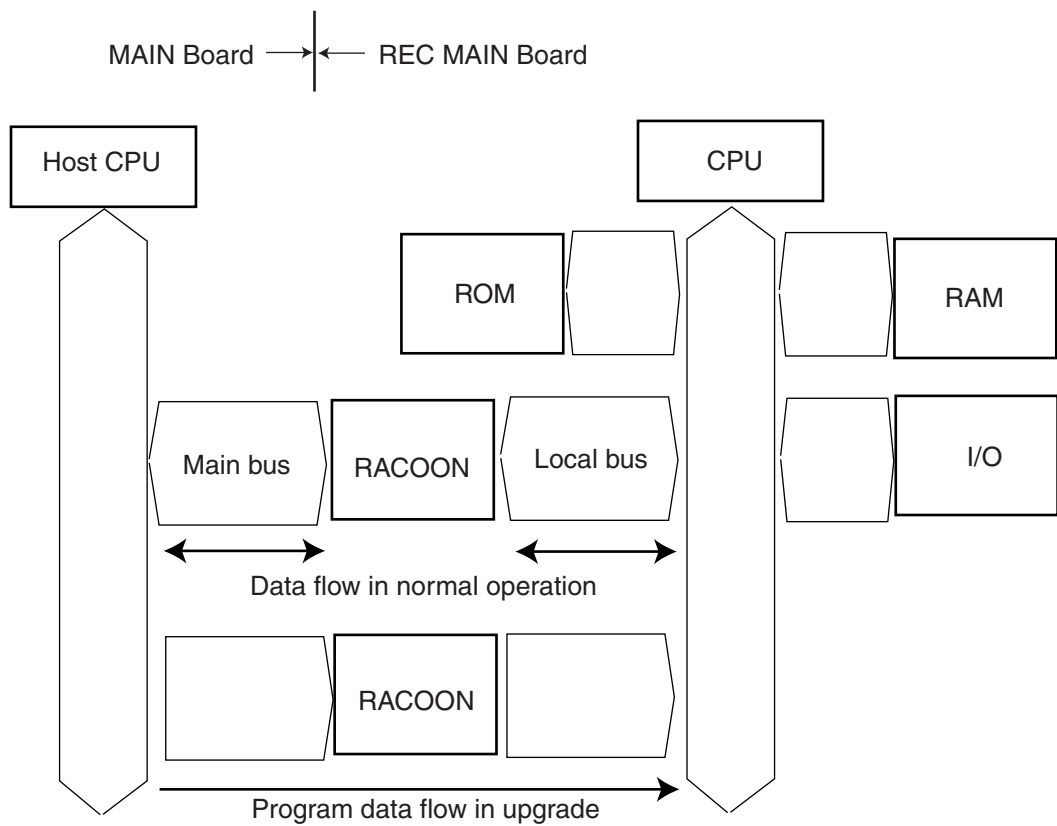 MAIN Board
REC MAIN Board
Host CPU
CPU
ROM
RAM
Main bus
RACOON
Local bus
I/O
Data flow in normal operation
RACOON
Program data flow in upgrade